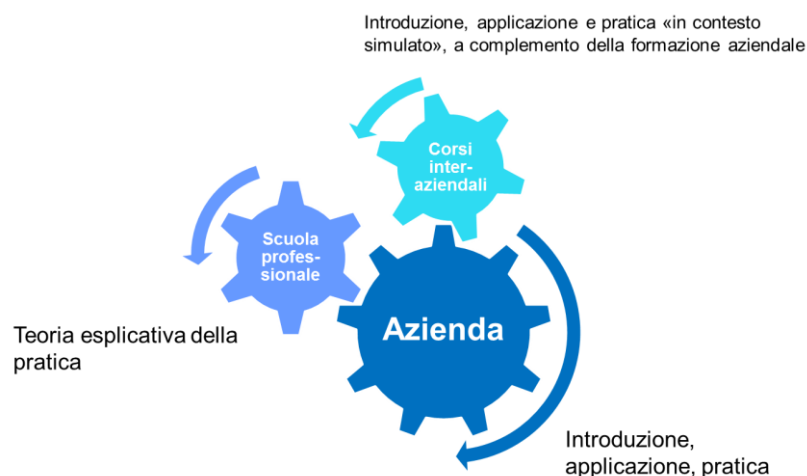 Introduzione, applicazione e pratica «in contesto
simulato», a complemento della formazione aziendale
Corsi
inter-
aziendali
Scuola
profes-
sionale
Azienda
Teoria esplicativa della
pratica
Introduzione,
applicazione, pratica